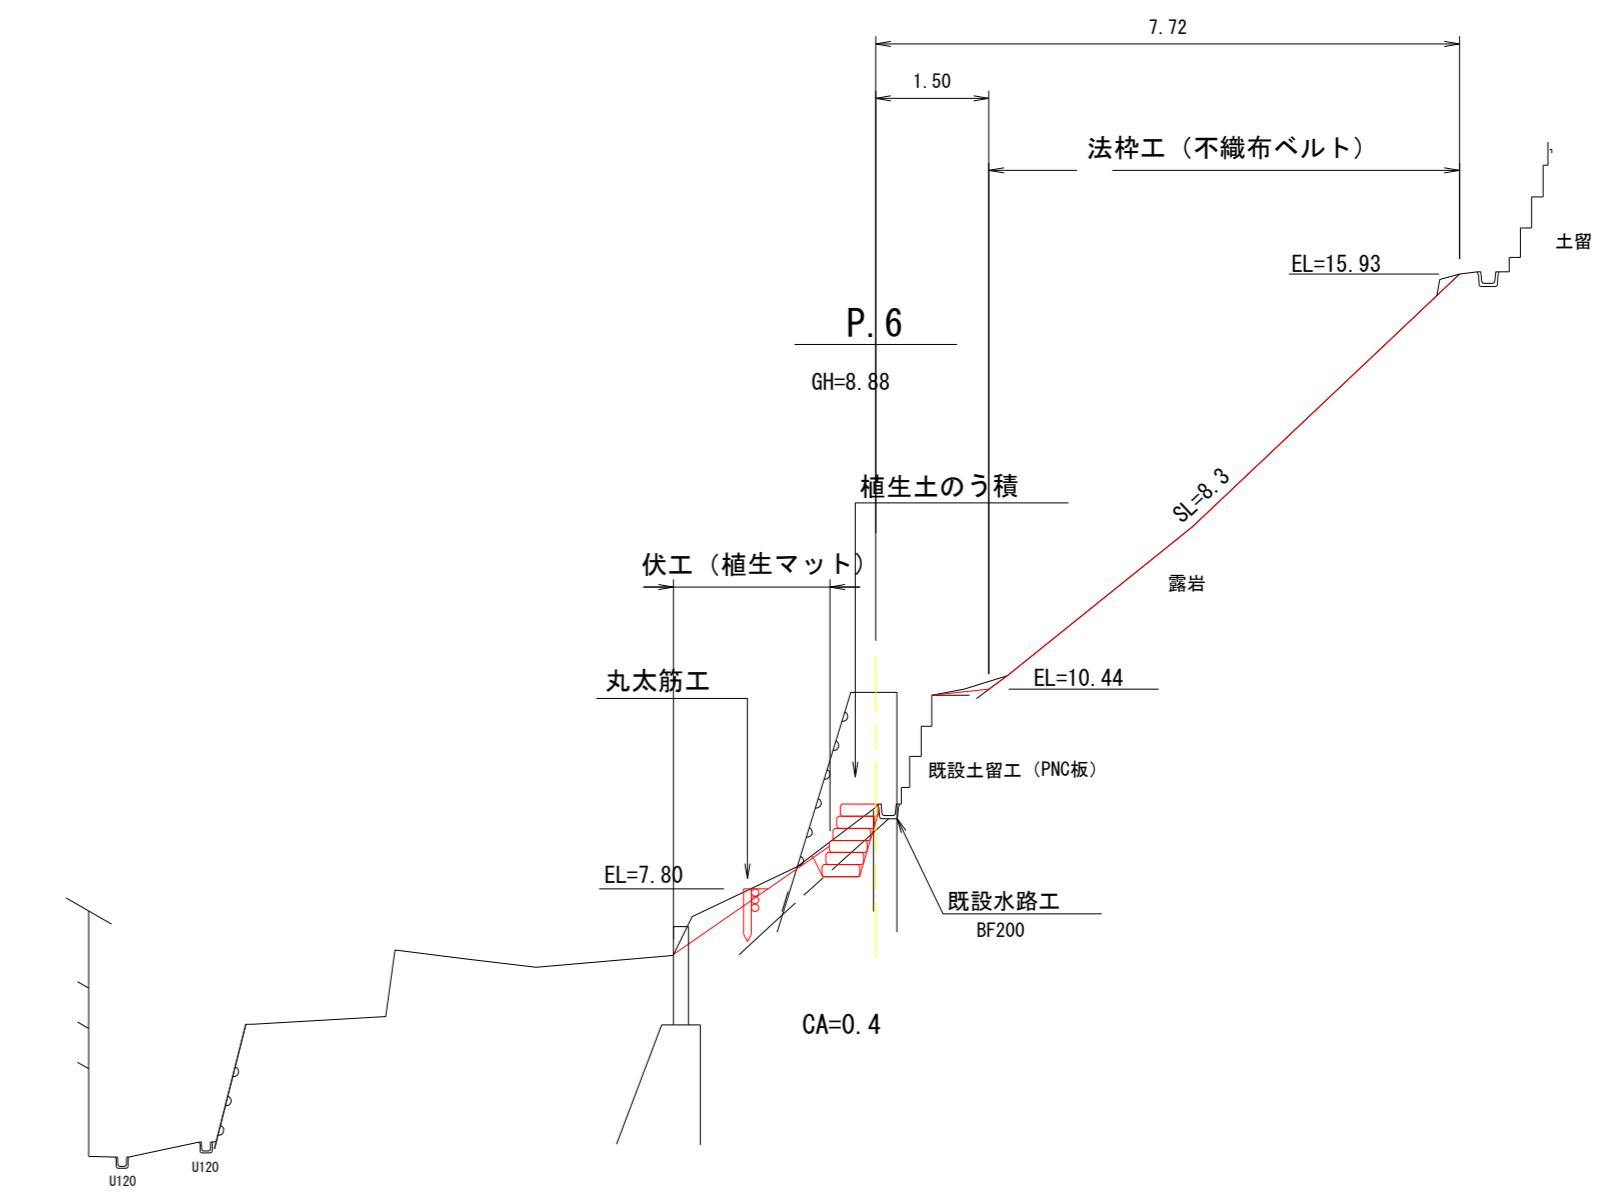 7.72
1.50
法枠工（不織布ベルト）
土留
EL=15.93
P.6
GH=8.88
植生土のう積
SL=8.3
伏工（植生マット）
露岩
丸太筋工
EL=10.44
既設土留工（PNC板）
EL=7.80
既設水路工
BF200
CA=0.4
U120
U120